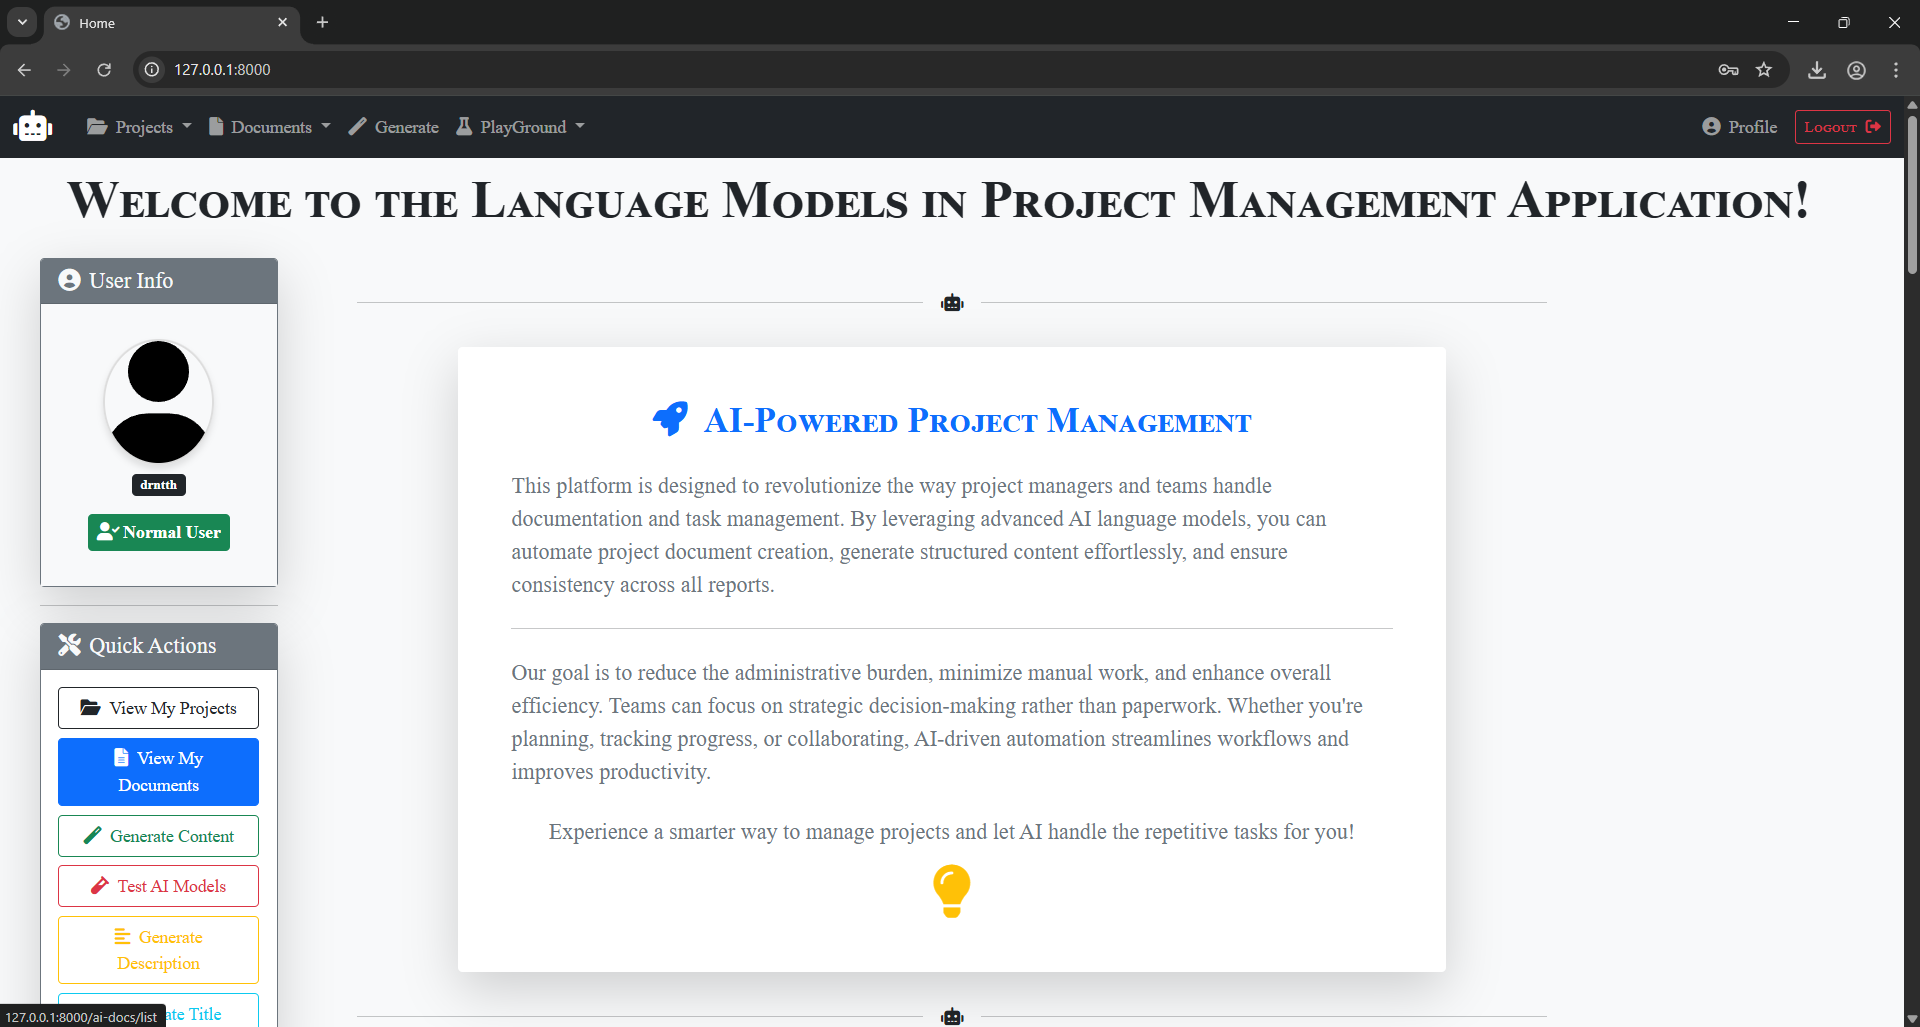 Home
127.0.0.1:8000
Projects
Documents
Generate
PlayGround
Profile
Logout
Welcome to the Language Models in Project Management Application!
User Info
drntth
Normal User
Quick Actions
View My Projects
View My
Documents
Generate Content
Test AI Models
Generate
Description
ate Title
127.0.0.1:8000/ai-docs/list
AI-Powered Project Management
This platform is designed to revolutionize the way project managers and teams handle
documentation and task management. By leveraging advanced AI language models, you can
automate project document creation, generate structured content effortlessly, and ensure
consistency across all reports.
Our goal is to reduce the administrative burden, minimize manual work, and enhance overall
efficiency. Teams can focus on strategic decision-making rather than paperwork. Whether you're
planning, tracking progress, or collaborating, AI-driven automation streamlines workflows and
improves productivity.
Experience a smarter way to manage projects and let AI handle the repetitive tasks for you!